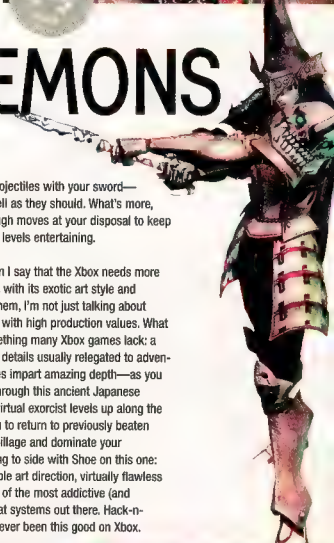 EMONS
ojectiles with your sword—
ell as they should. What's more,
gh moves at your disposal to keep
levels entertaining.
n I say that the Xbox needs more
with its exotic art style and
hem, I'm not just talking about
with high production values. What
ething many Xbox games lack: a
details usually relegated to adven-
es impart amazing depth—as you
hrough this ancient Japanese
virtual exorcist levels up along the
to return to previously beaten
illage and dominate your
ng to side with Shoe on this one:
ble art direction, virtually flawless
of the most addictive (and
at systems out there. Hack-n-
ever been this good on Xbox.